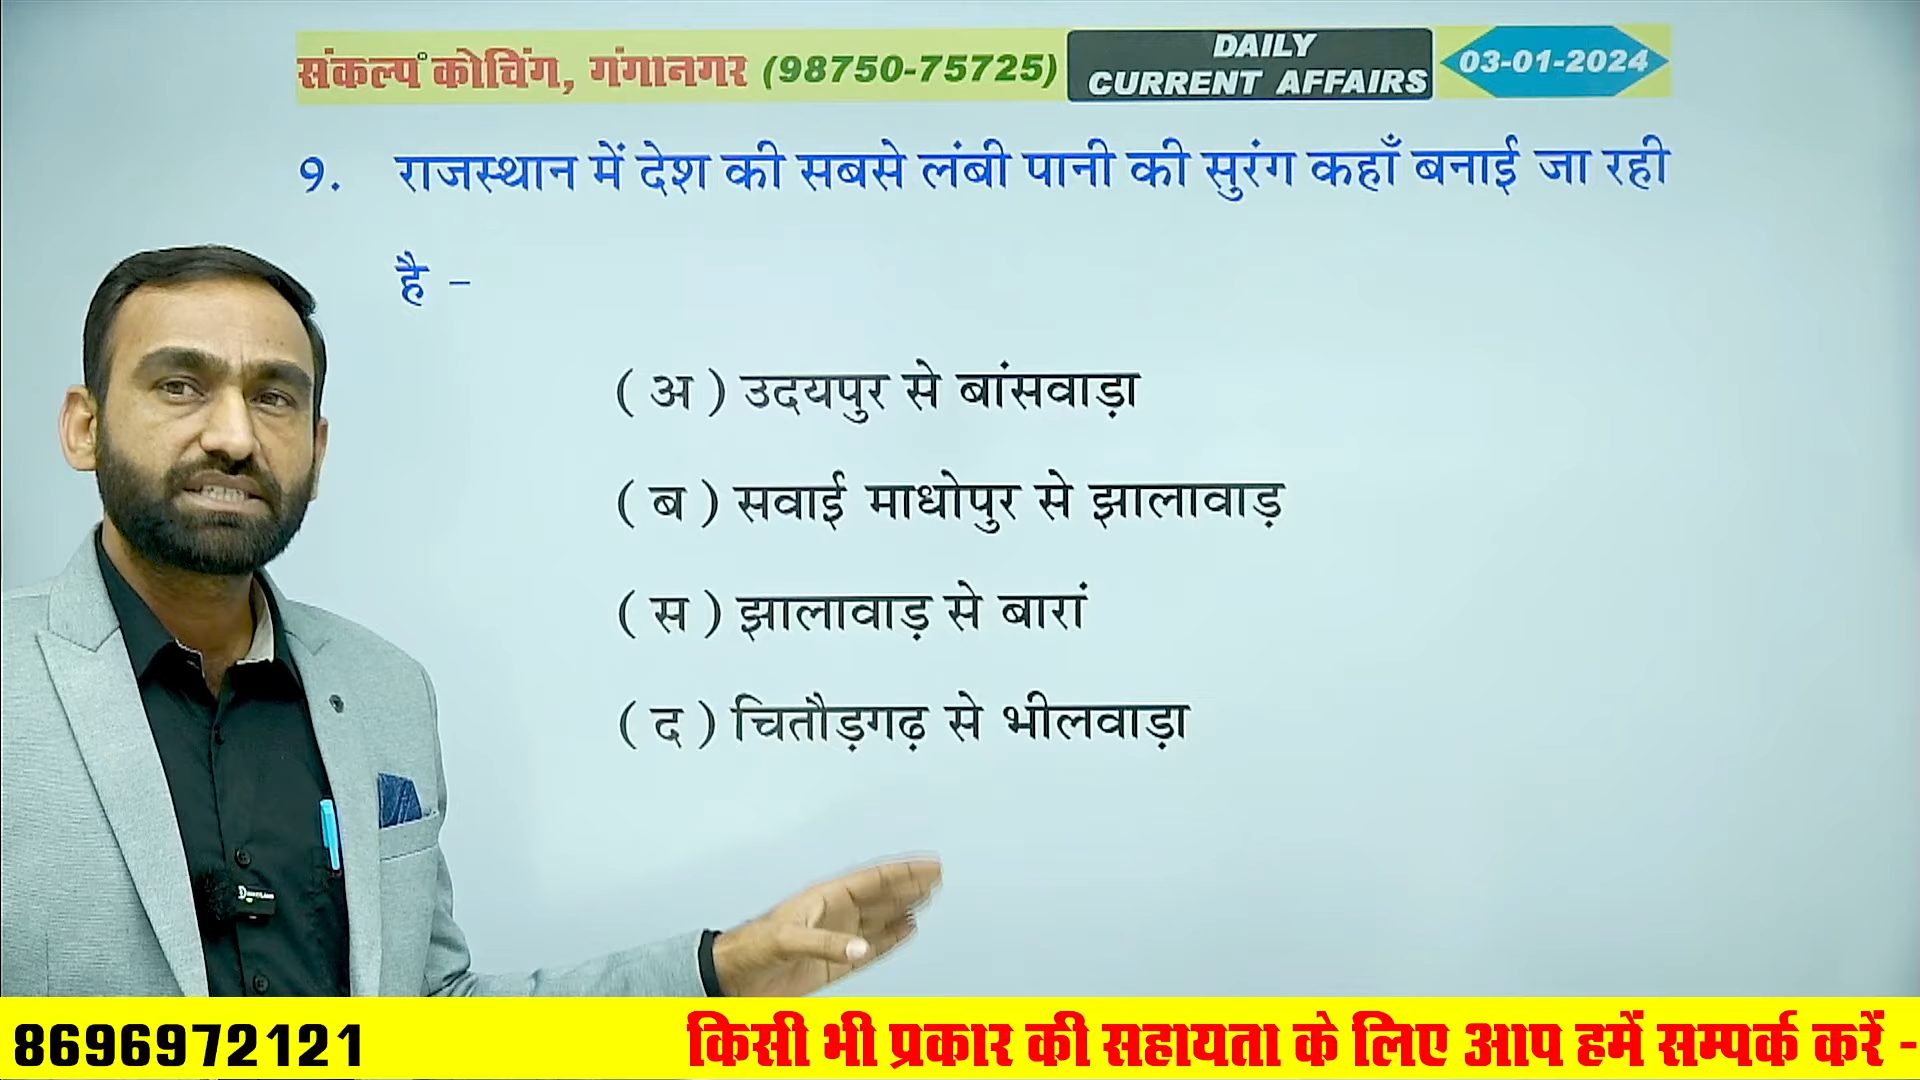 संकल्प कोचिंग, गंगानगर (98750-75725)
DAILY
CURRENT AFFAIRS
03-01-2024
9. राजस्थान में देश की सबसे लंबी पानी की सुरंग कहाँ बनाई जा रही
है -
( अ ) उदयपुर से बांसवाड़ा
( ब ) सवाई माधोपुर से झालावाड़
( स ) झालावाड़ से बारां
( द ) चितौड़गढ़ से भीलवाड़ा
8696972121
किसी भी प्रकार की सहायता के लिए आप हमें सम्पर्क करें -